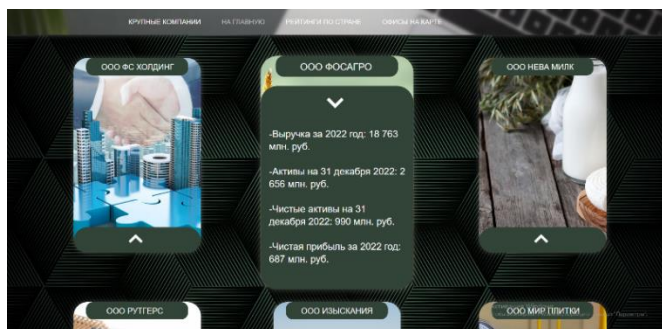 КРУПНЫЕ КОМПАНИИ НА ГЛАВНУЮ РЕЙТИНГИ ПО СТРАНЕ ОФИСЫ НА КАРТЕ
ООО ФС ХОЛДИНГ
ООО ФОСАГРО
-Выручка за 2022 год: 18 763
млн. руб.
-Активы на 31 декабря 2022: 2
656 млн. руб.
-Чистые активы на 31
декабря 2022: 990 млн. руб.
-Чистая прибыль за 2022 год:
687 млн. руб.
ООО НЕВА МИЛК
ООО РУТГЕРС
ООО ИЗЫСКАНИЯ
ООО МИР ПЛИТКИ